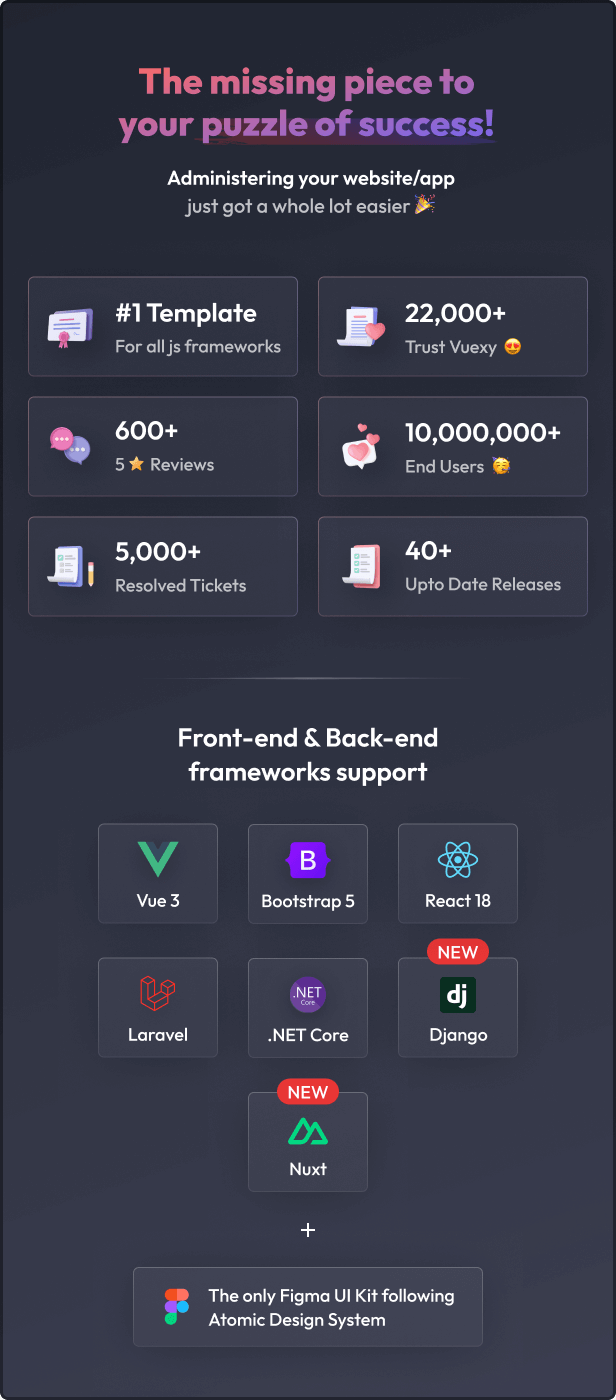 The missing piece to
your puzzle of success!
Administering your website/app
just got a whole lot easier 🎉
#1 Template
For all js frameworks
22,000+
Trust Vuexy 😍
600+
5 ⭐ Reviews
10,000,000+
End Users 🥳
5,000+
Resolved Tickets
40+
Upto Date Releases
Front-end & Back-end
frameworks support
Vue 3
B
Bootstrap 5
React 18
Laravel
.NET
Core
.NET Core
NEW
dj
Django
NEW
Nuxt
+
The only Figma UI Kit following
Atomic Design System